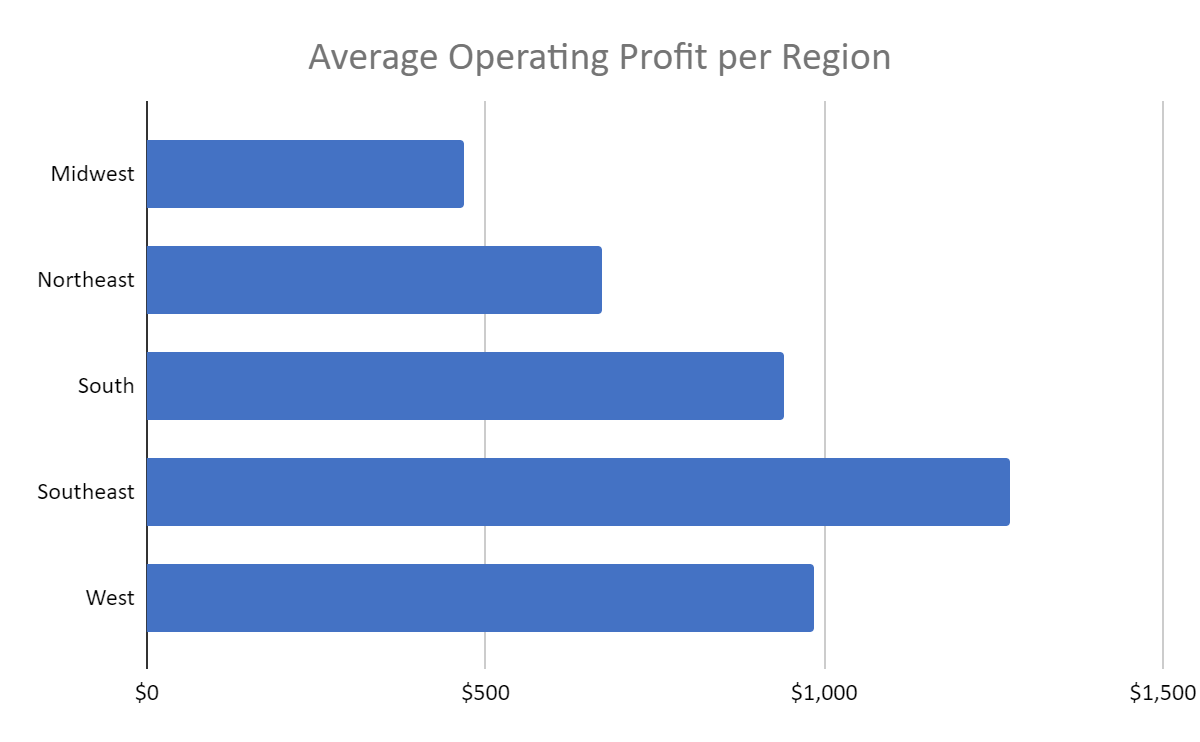 Average Operating Profit per Region
Midwest
Northeast
South
Southeast
West
$0 $500 $1,000 $1,500